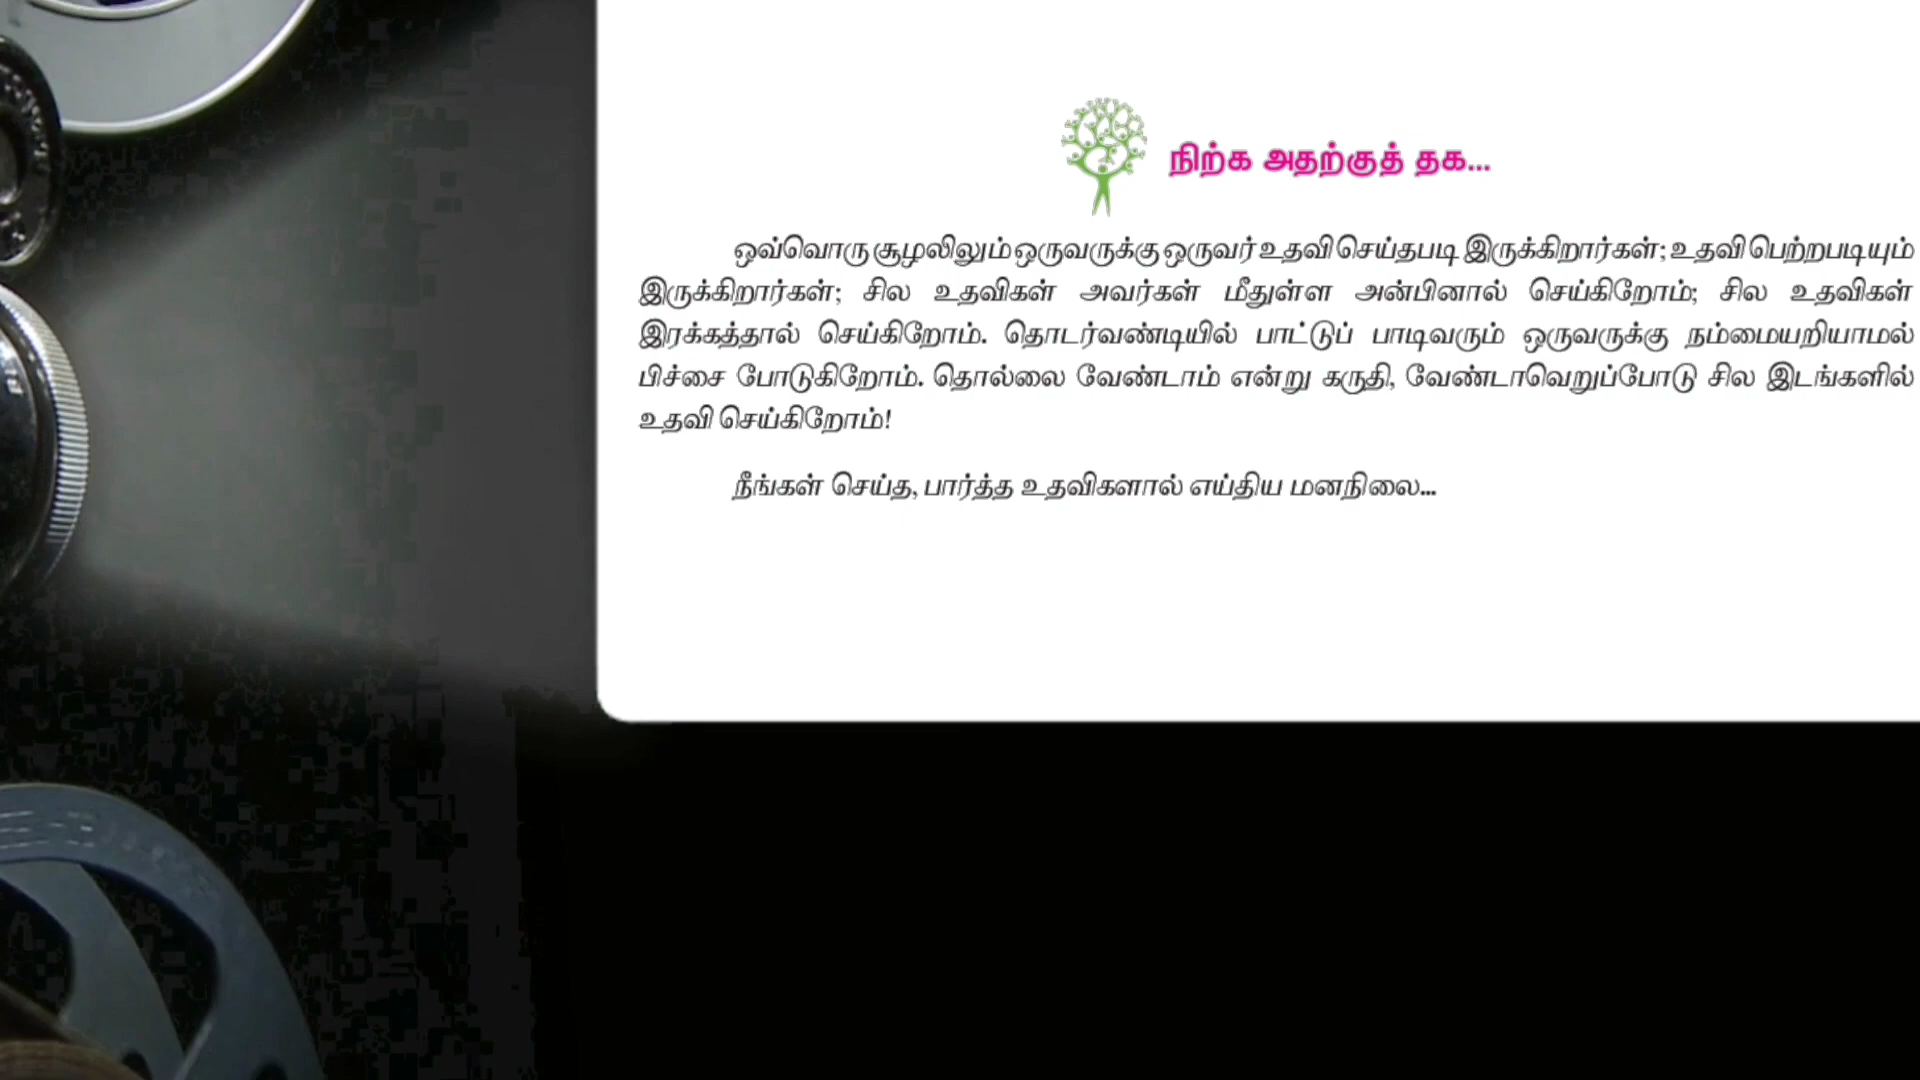 நிற்க அதற்குத் தக...
ஒவ்வொரு சூழலிலும் ஒருவருக்கு ஒருவர் உதவி செய்தபடி இருக்கிறார்கள்; உதவி பெற்றபடியும்
இருக்கிறார்கள்; சில உதவிகள் அவர்கள் மீதுள்ள அன்பினால் செய்கிறோம்; சில உதவிகள்
இரக்கத்தால் செய்கிறோம். தொடர்வண்டியில் பாட்டுப் பாடிவரும் ஒருவருக்கு நம்மையறியாமல்
பிச்சை போடுகிறோம். தொல்லை வேண்டாம் என்று கருதி, வேண்டாவெறுப்போடு சில இடங்களில்
உதவி செய்கிறோம்!
நீங்கள் செய்த, பார்த்த உதவிகளால் எய்திய மனநிலை...